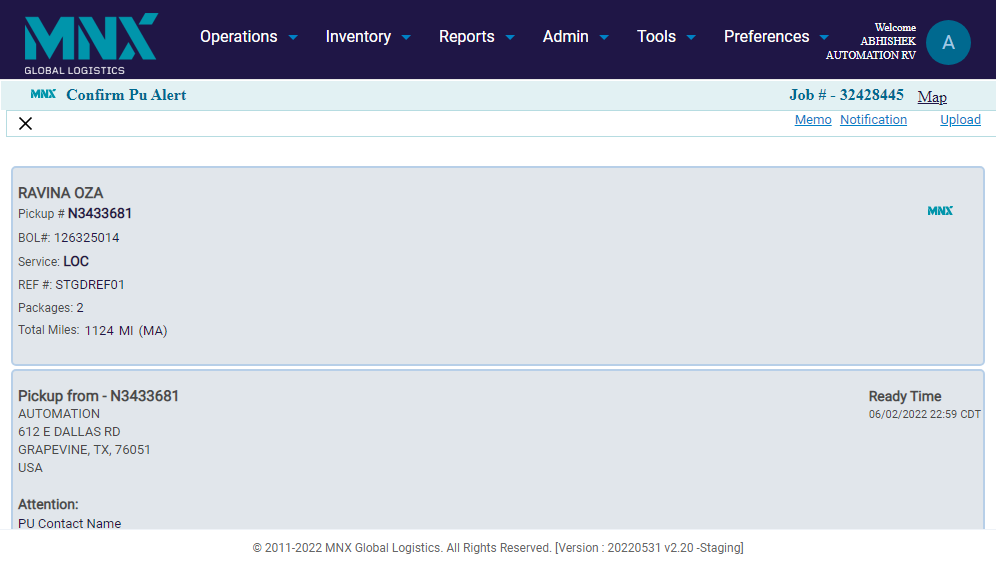 MNX
GLOBAL LOGISTICS
Operations Inventory Reports Admin Tools Preferences
Welcome
ABHISHEK
AUTOMATION RV
A
MNX Confirm Pu Alert Job # - 32428445 Map
Memo Notification Upload
RAVINA OZA
Pickup # N3433681
MNX
BOL#: 126325014
Service: LOC
REF #: STGDREF01
Packages: 2
Total Miles: 1124 MI (MA)
Pickup from - N3433681
AUTOMATION
612 E DALLAS RD
GRAPEVINE, TX, 76051
USA
Ready Time
06/02/2022 22:59 CDT
Attention:
PU Contact Name
© 2011-2022 MNX Global Logistics. All Rights Reserved. [Version : 20220531 v2.20 -Staging]